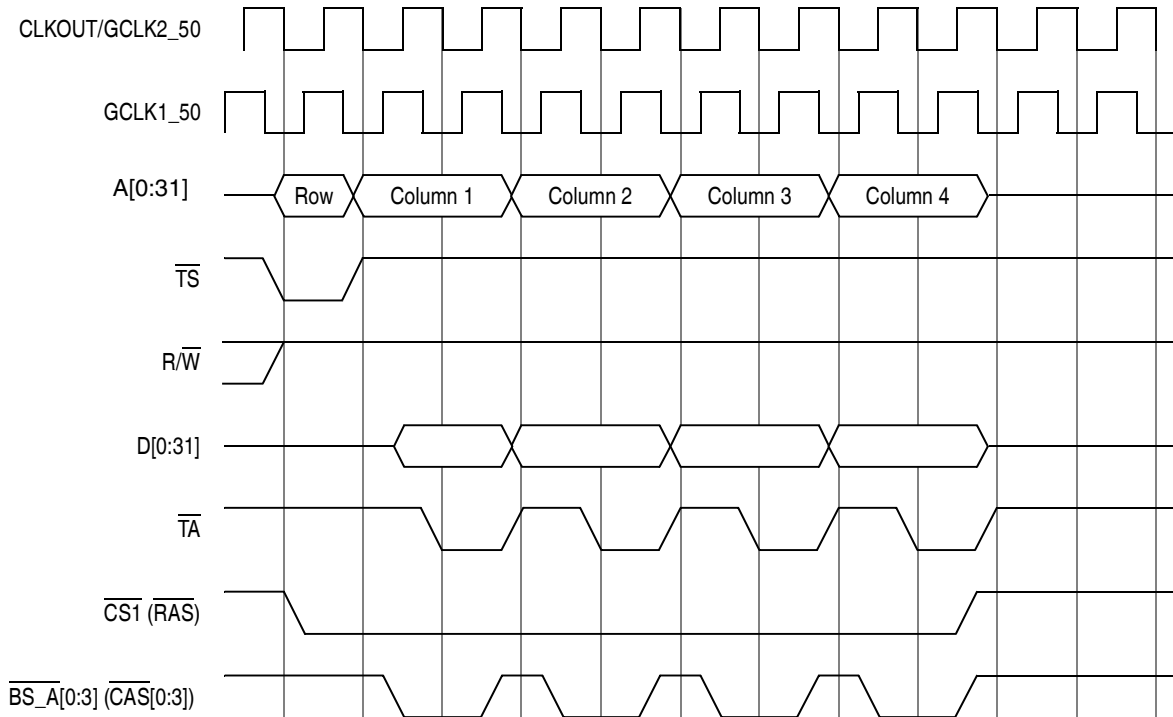 CLKOUT/GCLK2_50
GCLK1_50
A[0:31]
Row
Column 1
Column 2
Column 3
Column 4
TS
R/W
D[0:31]
TA
CS1 (RAS)
BS_A[0:3] (CAS[0:3])